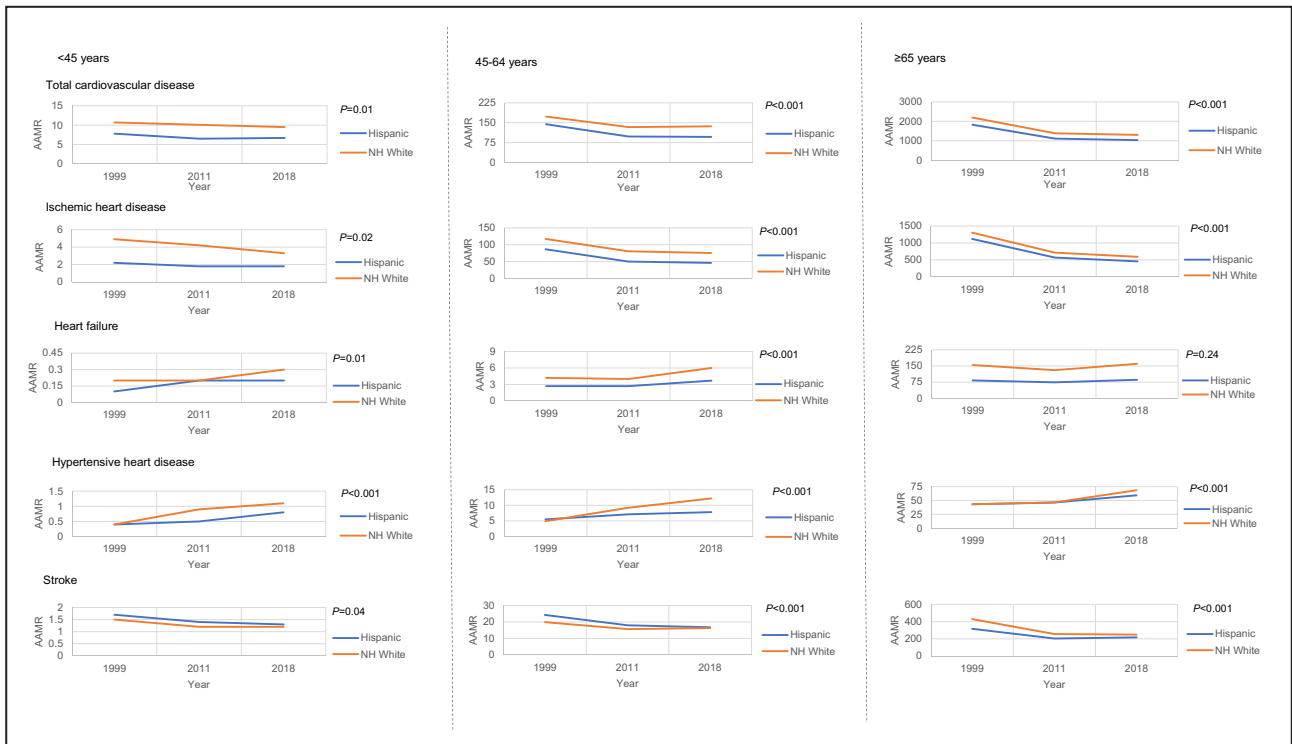 <45 years
45-64 years
≥65 years
Total cardiovascular disease
15
10
5
0
AAMR
1999
2011
2018
Year
P=0.01
Hispanic
NH White
225
150
75
0
AAMR
1999
2011
2018
Year
P<0.001
Hispanic
NH White
3000
2000
1000
0
AAMR
1999
2011
2018
Year
P<0.001
Hispanic
NH White
Ischemic heart disease
6
4
2
0
AAMR
1999
2011
2018
Year
P=0.02
Hispanic
NH White
150
100
50
0
AAMR
1999
2011
2018
Year
P<0.001
Hispanic
NH White
1500
1000
500
0
AAMR
1999
2011
2018
Year
P<0.001
Hispanic
NH White
Heart failure
0.45
0.3
0.15
0
AAMR
1999
2011
2018
Year
P=0.01
Hispanic
NH White
9
6
3
0
AAMR
1999
2011
2018
Year
P<0.001
Hispanic
NH White
225
150
75
0
AAMR
1999
2011
2018
Year
P=0.24
Hispanic
NH White
Hypertensive heart disease
1.5
1
0.5
0
AAMR
1999
2011
2018
Year
P<0.001
Hispanic
NH White
15
10
5
0
AAMR
1999
2011
2018
Year
P<0.001
Hispanic
NH White
75
50
25
0
AAMR
1999
2011
2018
Year
P<0.001
Hispanic
NH White
Stroke
2
1.5
1
0.5
0
AAMR
1999
2011
2018
Year
P=0.04
Hispanic
NH White
30
20
10
0
AAMR
1999
2011
2018
Year
P<0.001
Hispanic
NH White
600
400
200
0
AAMR
1999
2011
2018
Year
P<0.001
Hispanic
NH White